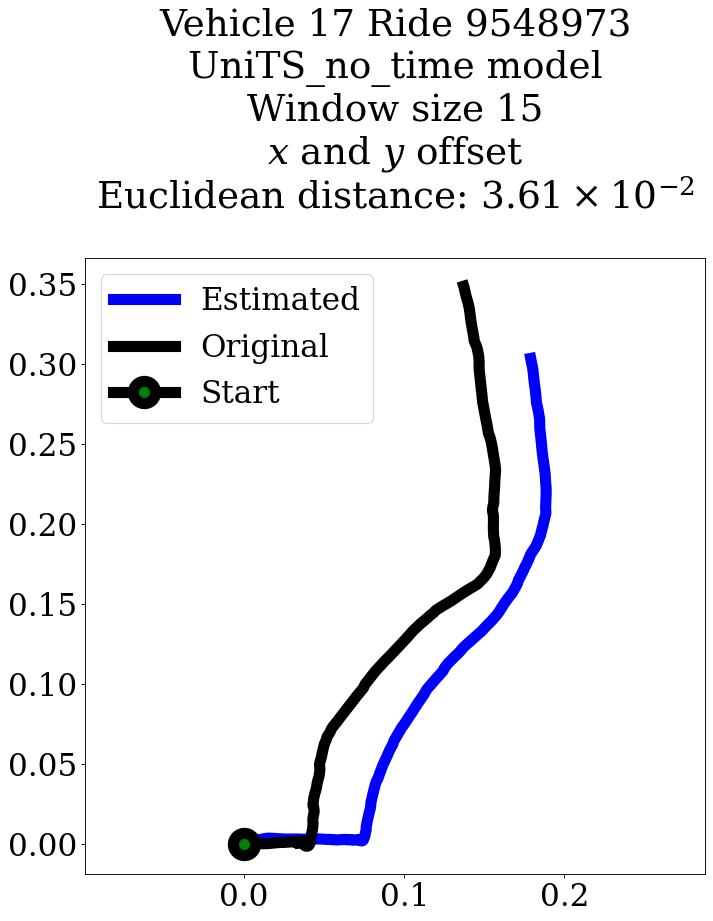 Vehicle 17 Ride 9548973
UniTS_no_time model
Window size 15
x and y offset
Euclidean distance: 3.61 × 10⁻²
Estimated
Original
Start
0.35
0.30
0.25
0.20
0.15
0.10
0.05
0.00
0.0 0.1 0.2